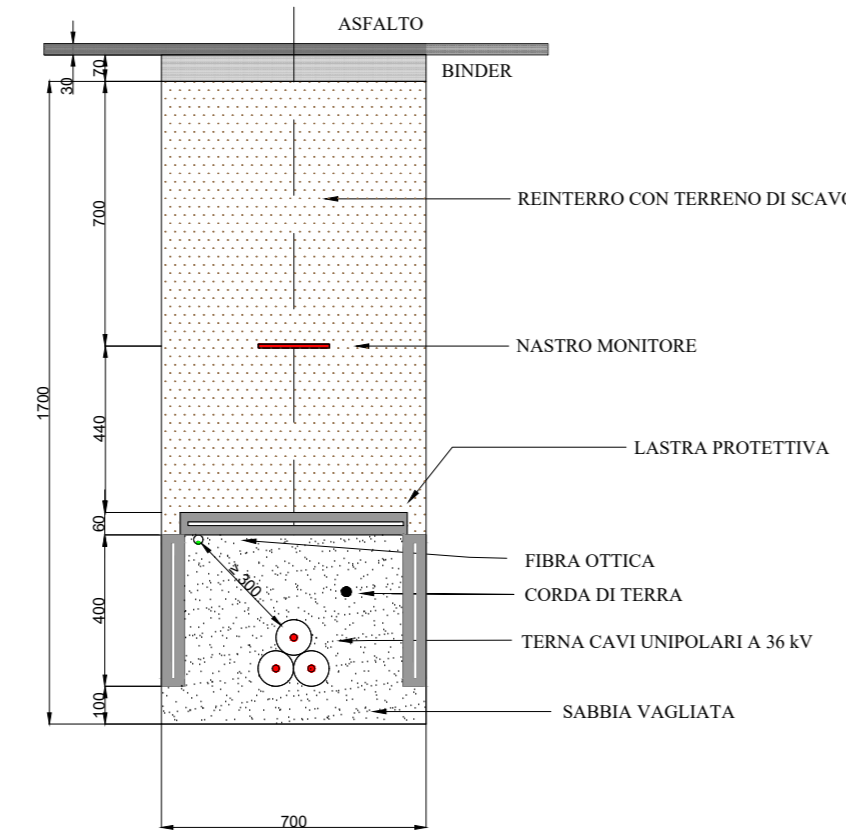 ASFALTO
BINDER
30
70
REINTERRO CON TERRENO DI SCAVO
700
NASTRO MONITORE
1700
440
LASTRA PROTETTIVA
60
FIBRA OTTICA
≥ 300
CORDA DI TERRA
400
TERNA CAVI UNIPOLARI A 36 kV
100
SABBIA VAGLIATA
700